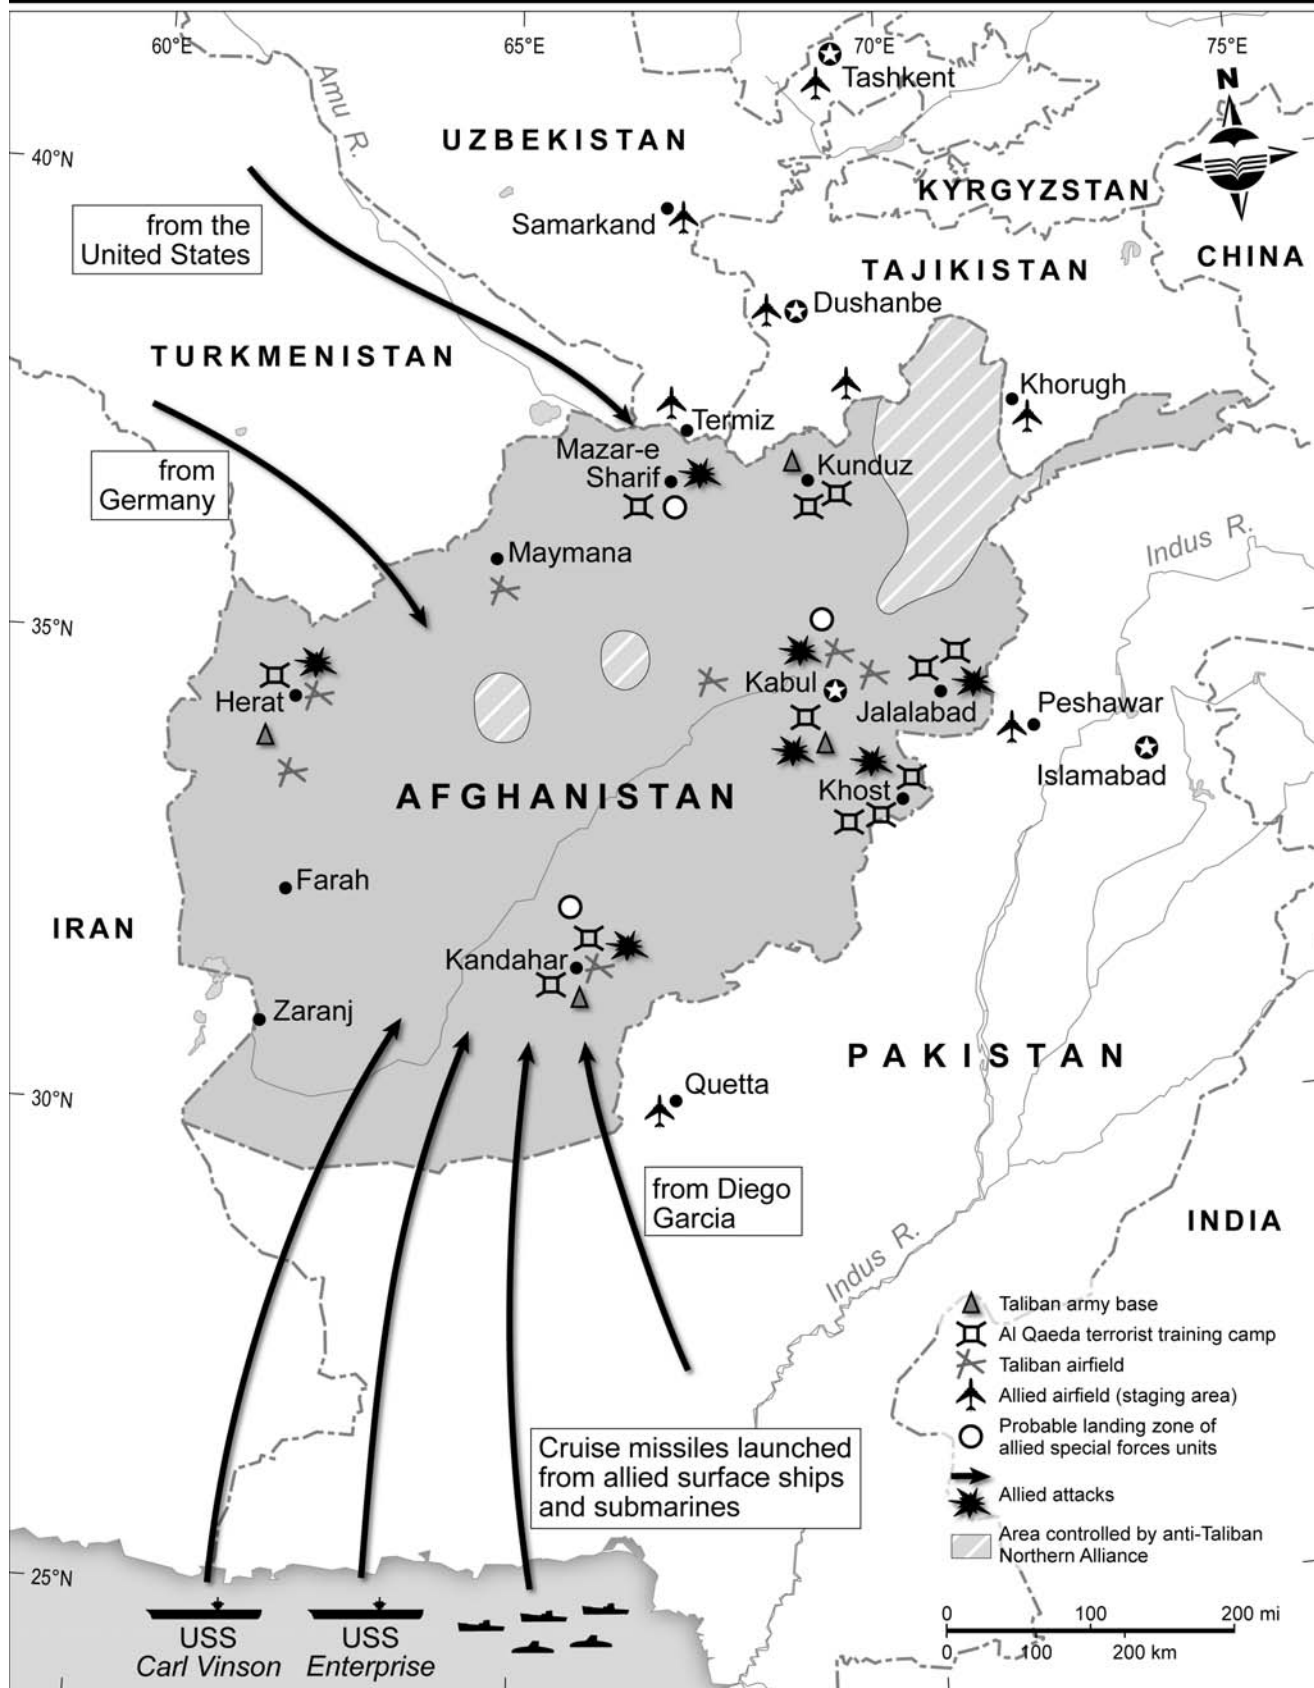 60°E
65°E
70°E
75°E
Tashkent
N
Amu R.
UZBEKISTAN
40°N
KYRGYZSTAN
from the
United States
Samarkand
CHINA
TAJIKISTAN
Dushanbe
TURKMENISTAN
Khorugh
Termiz
from
Germany
Mazar-e
Sharif
Kunduz
Indus R.
Maymana
35°N
Herat
Kabul
Jalalabad
Peshawar
Islamabad
AFGHANISTAN
Khost
Farah
IRAN
Kandahar
Zaranj
PAKISTAN
Quetta
30°N
from Diego
Garcia
INDIA
Indus R.
Taliban army base
Al Qaeda terrorist training camp
Taliban airfield
Allied airfield (staging area)
Probable landing zone of
allied special forces units
Allied attacks
Area controlled by anti-Taliban
Northern Alliance
Cruise missiles launched
from allied surface ships
and submarines
25°N
USS
Carl Vinson
USS
Enterprise
0 100 200 mi
0 100 200 km